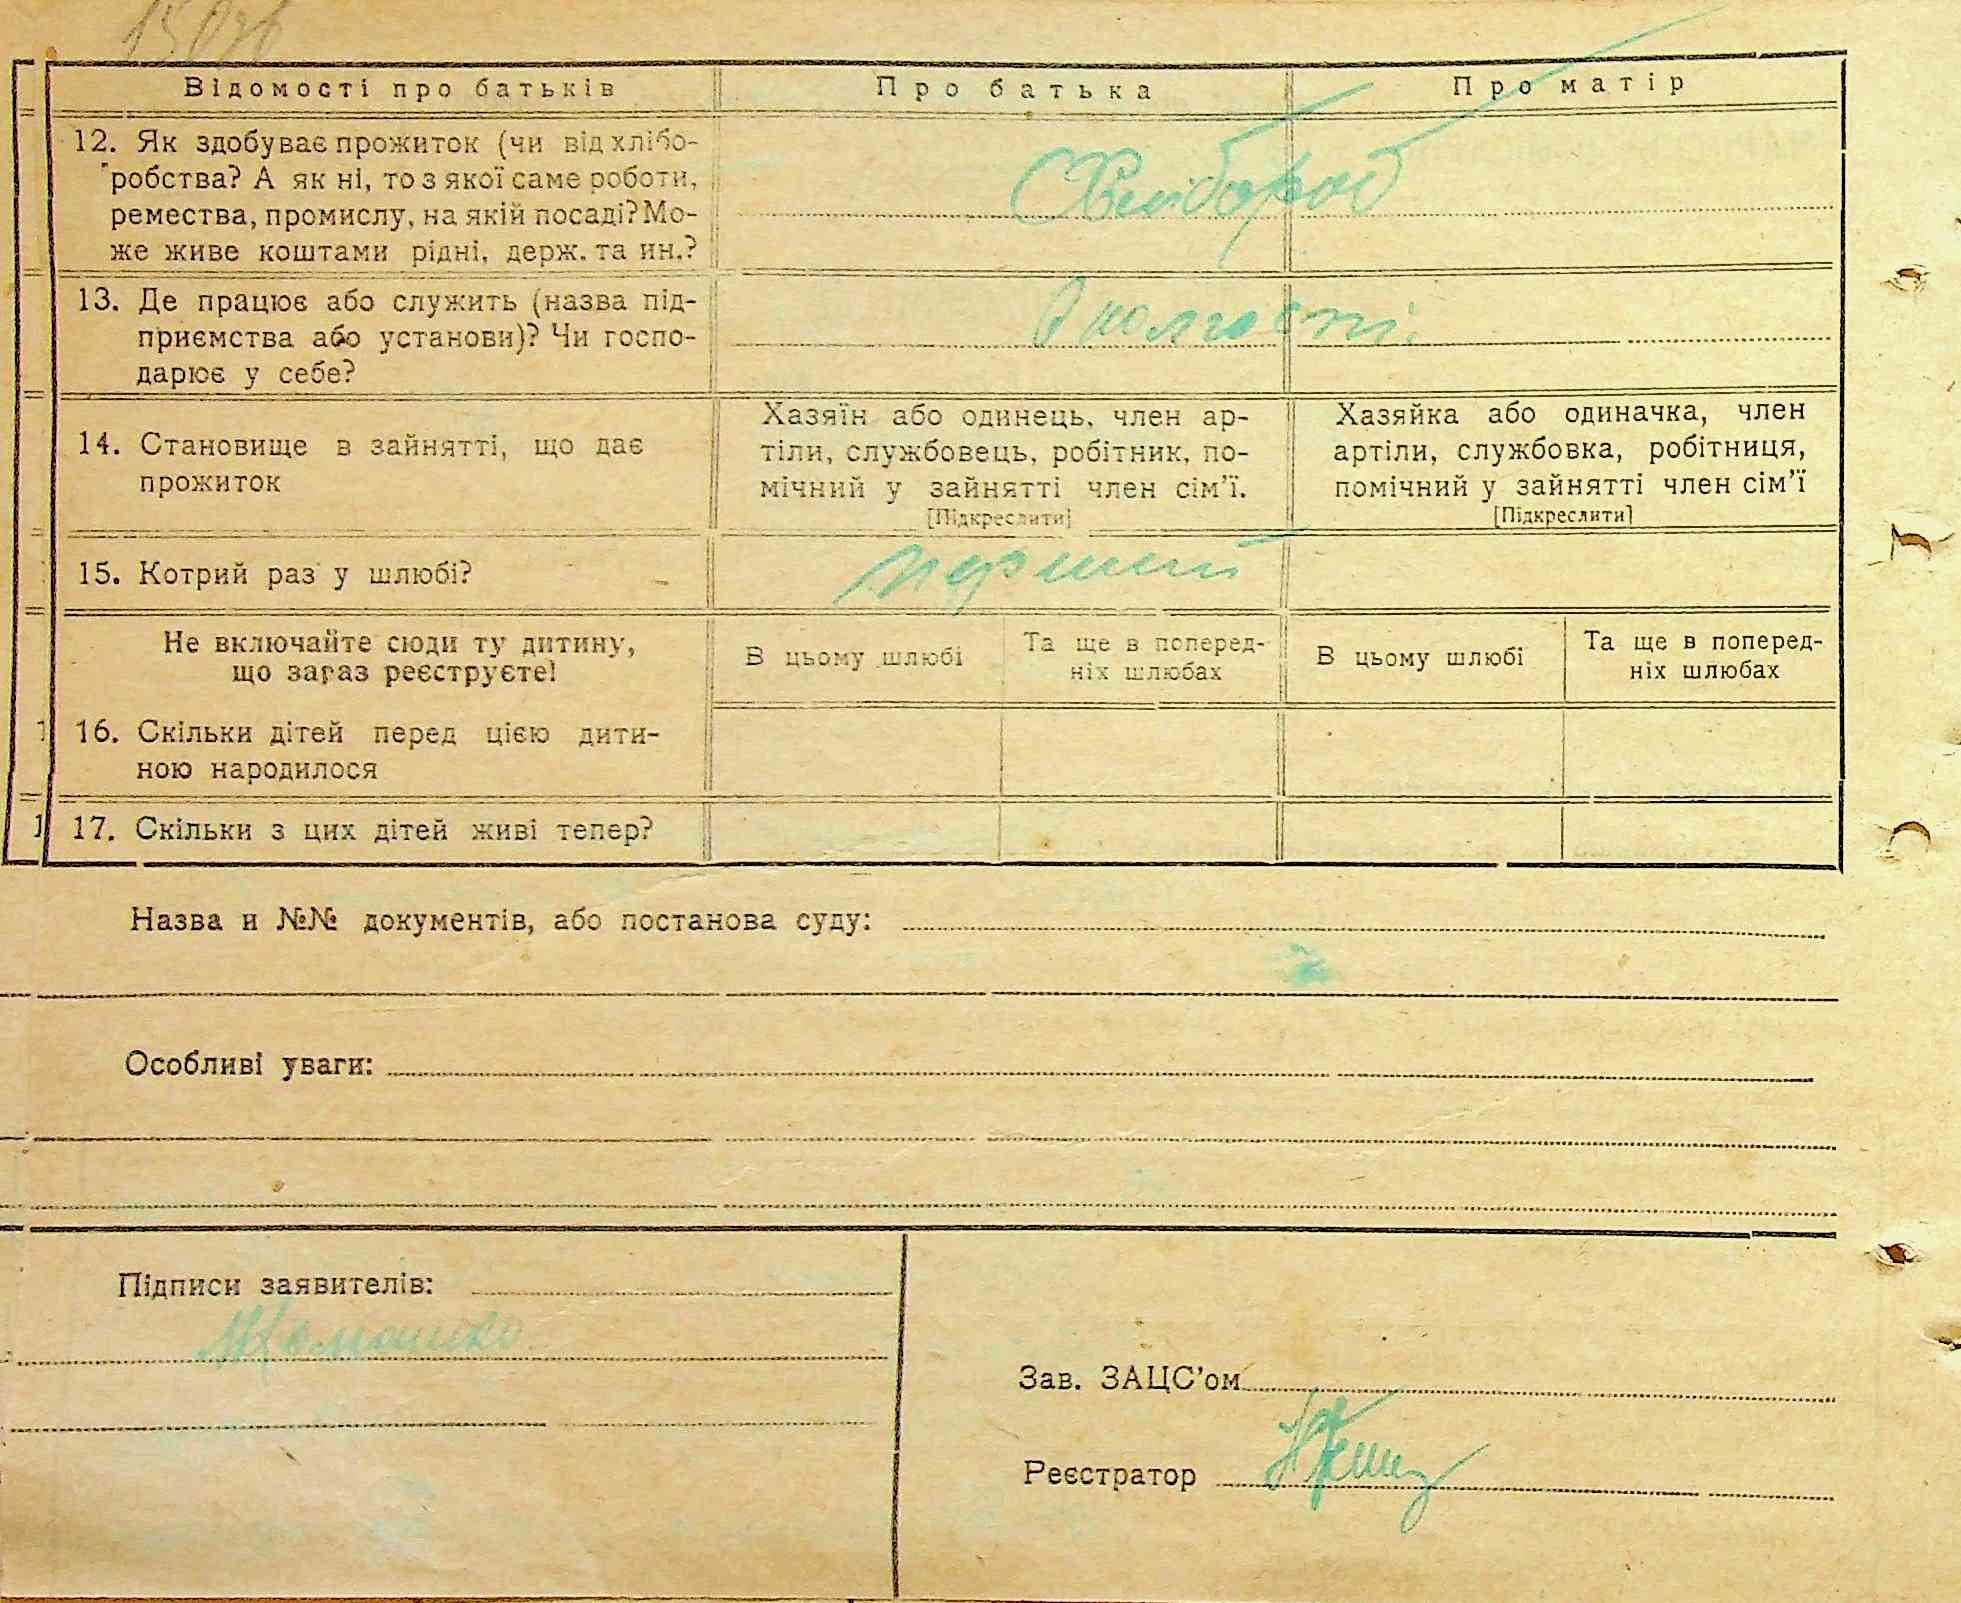 Відомості про батьків
Про батька
Про матір
12. Як здобуває прожиток (чи від хлібо-
робства? А як ні, то з якої саме роботи,
ремества, промислу, на якій посаді? Мо-
же живе коштами рідні, держ. та ин.?
Хлібороб
13. Де працює або служить (назва під-
приємства або установи)? Чи госпо-
дарює у себе?
В колгоспі.
14. Становище в зайнятті, що дає
прожиток
Хазяїн або одинець, член ар-
тіли, службовець, робітник, по-
мічний у зайнятті член сім’ї.
[Підкреслити]
Хазяйка або одиначка, член
артіли, службовка, робітниця,
помічний у зайнятті член сім’ї
[Підкреслити]
15. Котрий раз у шлюбі?
перший
Не включайте сюди ту дитину,
що зараз реєструєте!
В цьому шлюбі
Та ще в поперед-
ніх шлюбах
В цьому шлюбі
Та ще в поперед-
ніх шлюбах
16. Скільки дітей перед цією дити-
ною народилося
17. Скільки з цих дітей живі тепер?
Назва и №№ документів, або постанова суду:
Особливі уваги:
Підписи заявителів:
Зав. ЗАЦС’ом
Реєстратор